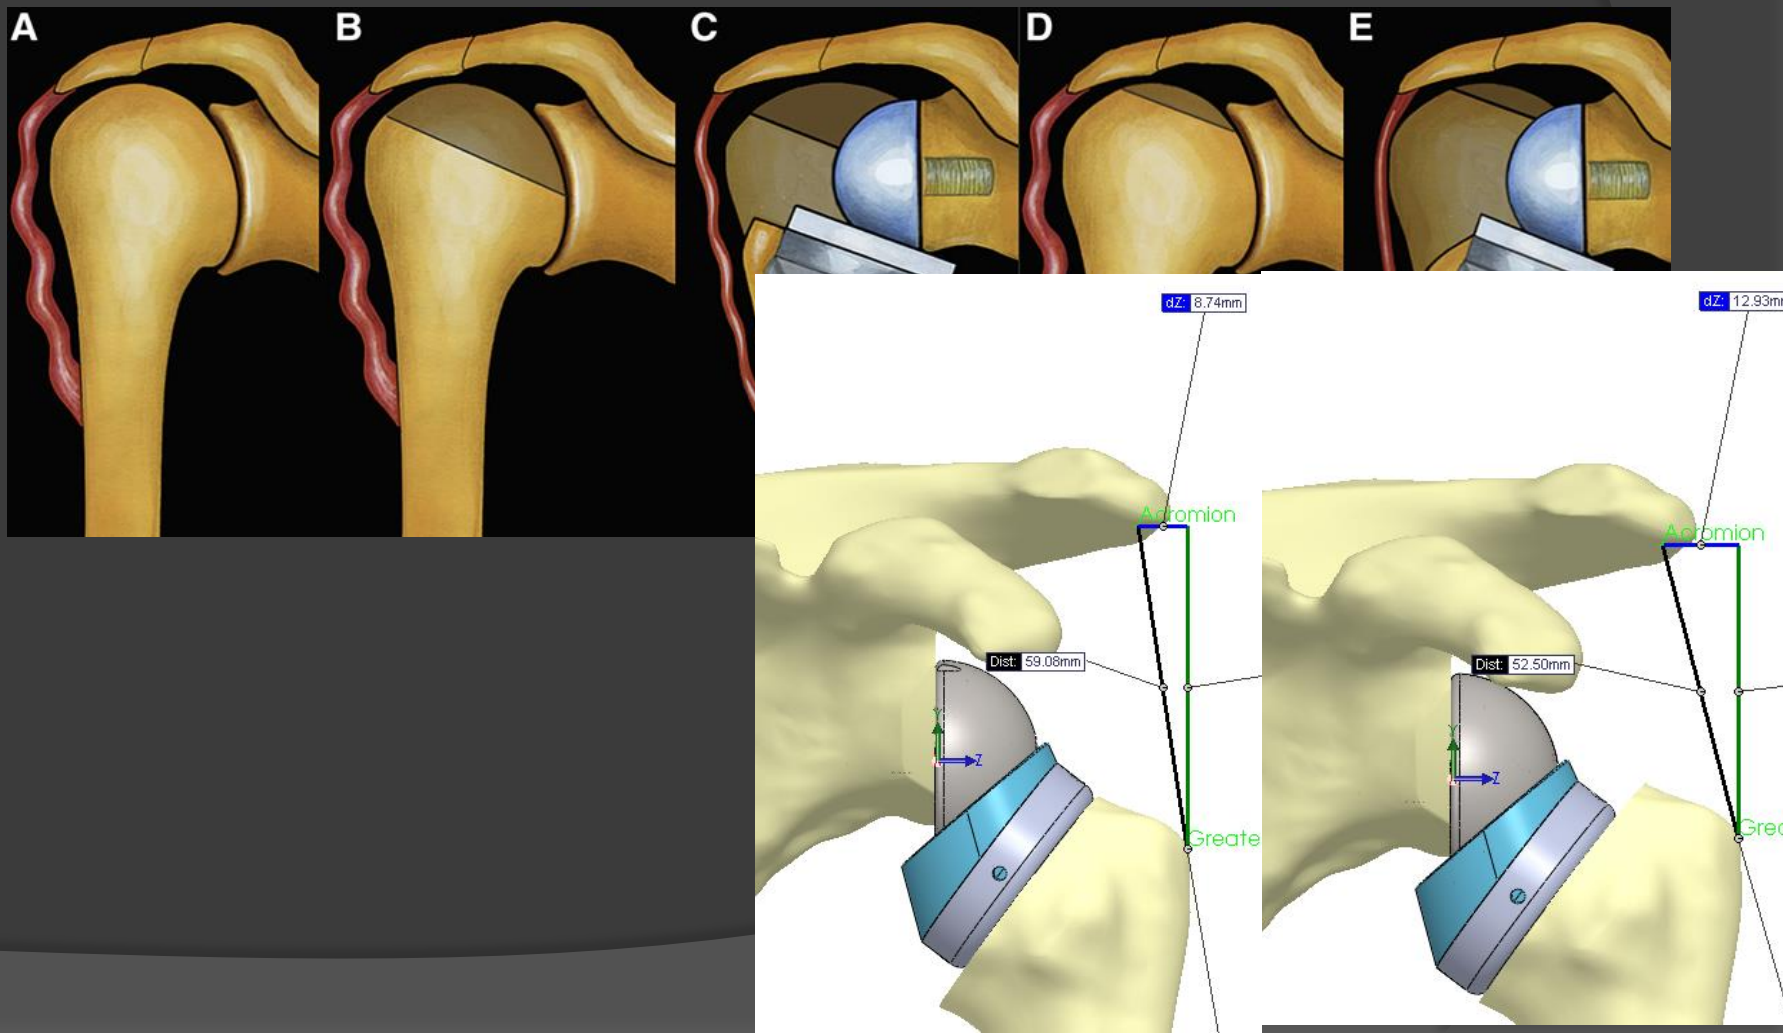 A B C D E
dZ: 8.74mm
dZ: 12.93m
Acromion
Acromion
Dist: 59.08mm
Dist: 52.50mm
Y
Z
Y
Z
Greate
Grea